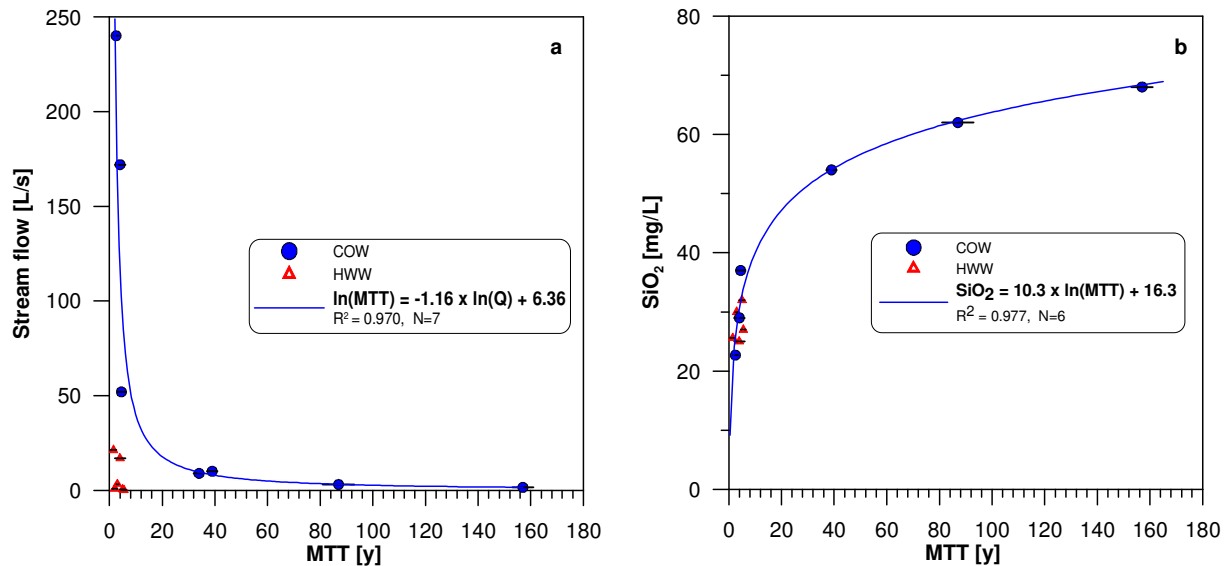 a
250
200
150
100
50
0
Stream flow [L/s]
COW
HWW
ln(MTT) = -1.16 x ln(Q) + 6.36
R² = 0.970, N=7
0 20 40 60 80 100 120 140 160 180
MTT [y]
b
80
60
40
20
0
SiO₂ [mg/L]
COW
HWW
SiO₂ = 10.3 x ln(MTT) + 16.3
R² = 0.977, N=6
0 20 40 60 80 100 120 140 160 180
MTT [y]